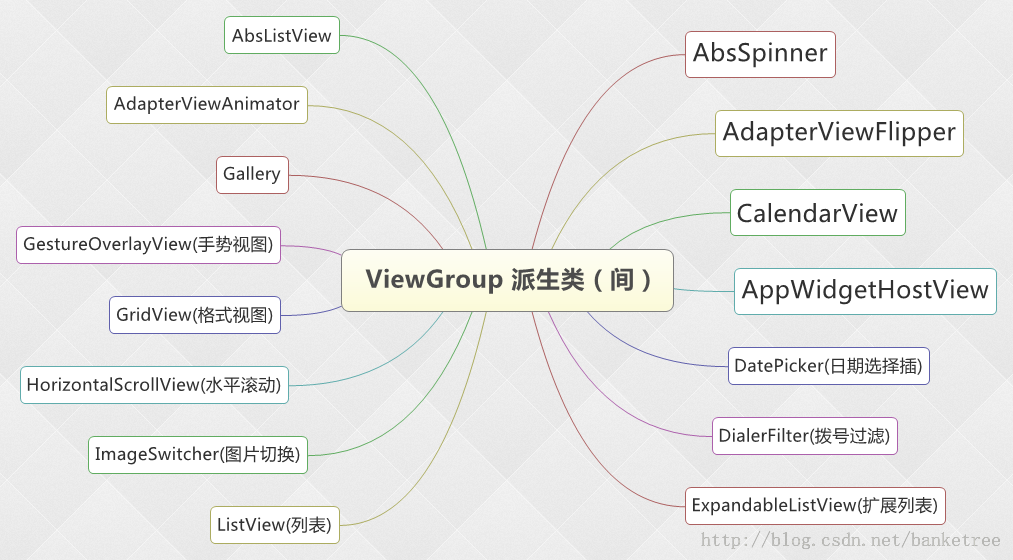 AbsListView
AbsSpinner
AdapterViewAnimator
AdapterViewFlipper
Gallery
CalendarView
GestureOverlayView(手势视图)
ViewGroup 派生类（间）
AppWidgetHostView
GridView(格式视图)
DatePicker(日期选择插)
HorizontalScrollView(水平滚动)
DialerFilter(拨号过滤)
ImageSwitcher(图片切换)
ExpandableListView(扩展列表)
ListView(列表)
http://blog.csdn.net/banketree